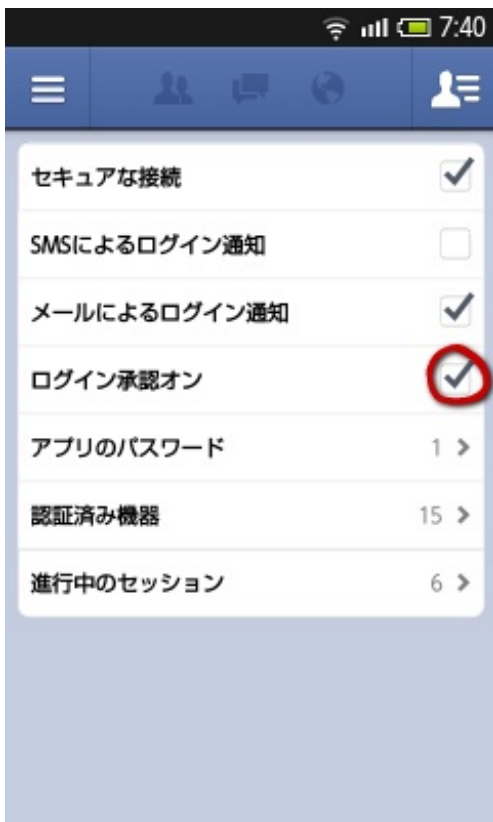 7:40
セキュアな接続
SMSによるログイン通知
メールによるログイン通知
ログイン承認オン
アプリのパスワード 1
認証済み機器 15
進行中のセッション 6